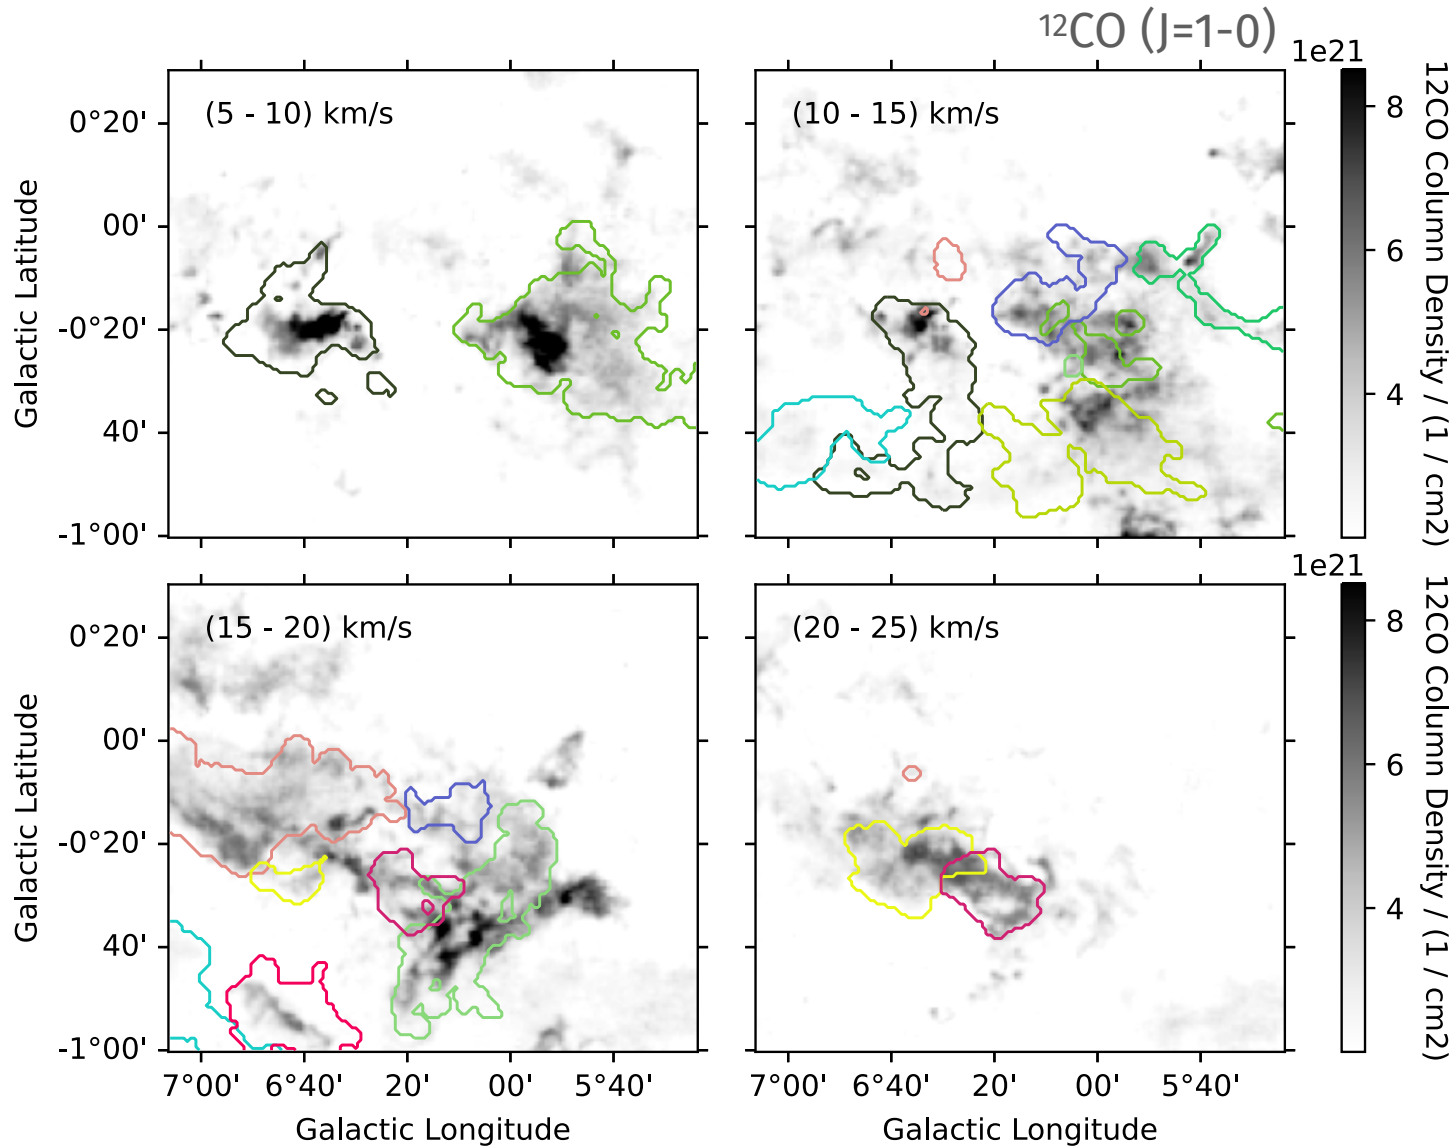 ¹²CO (J=1-0)
1e21
(5 - 10) km/s
(10 - 15) km/s
0°20'
00'
-0°20'
40'
-1°00'
Galactic Latitude
8
6
4
12CO Column Density / (1 / cm2)
1e21
(15 - 20) km/s
(20 - 25) km/s
0°20'
00'
-0°20'
40'
-1°00'
Galactic Latitude
8
6
4
12CO Column Density / (1 / cm2)
7°00' 6°40' 20' 00' 5°40'
7°00' 6°40' 20' 00' 5°40'
Galactic Longitude
Galactic Longitude